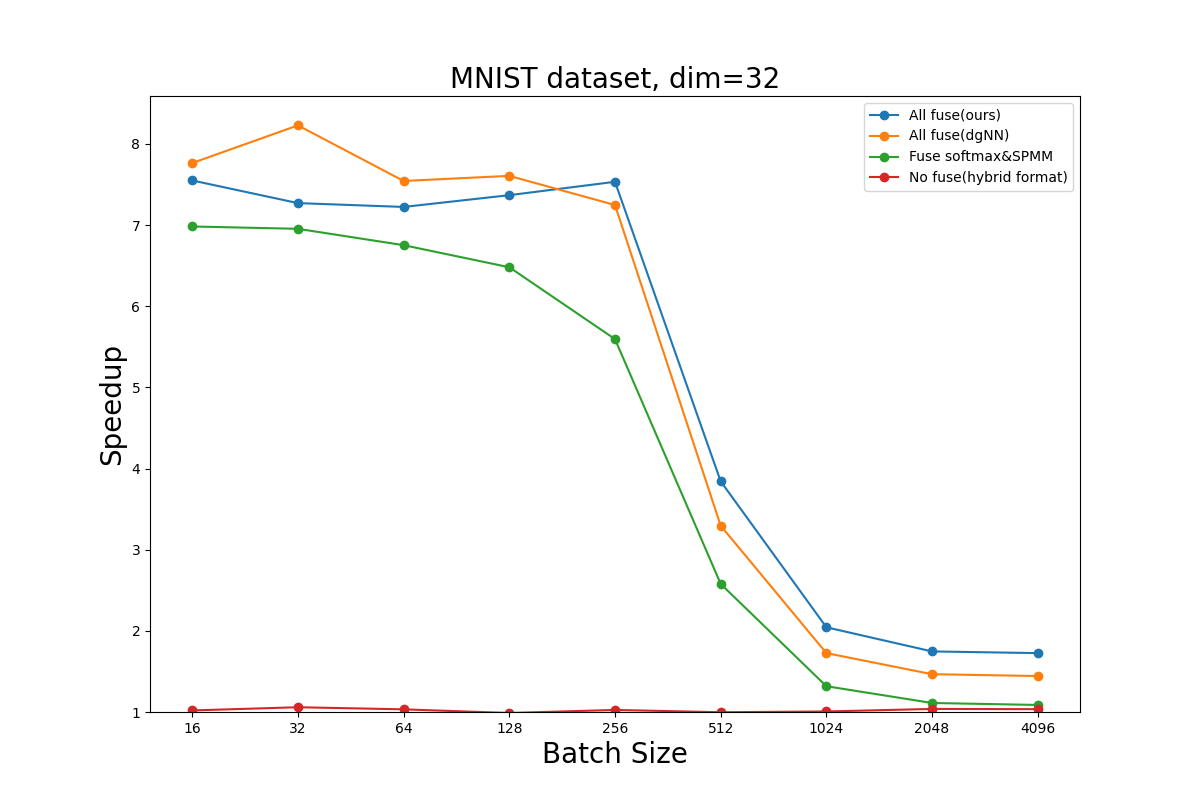 MNIST dataset, dim=32
All fuse(ours)
All fuse(dgNN)
Fuse softmax&SPMM
No fuse(hybrid format)
Speedup
8
7
6
5
4
3
2
1
16 32 64 128 256 512 1024 2048 4096
Batch Size